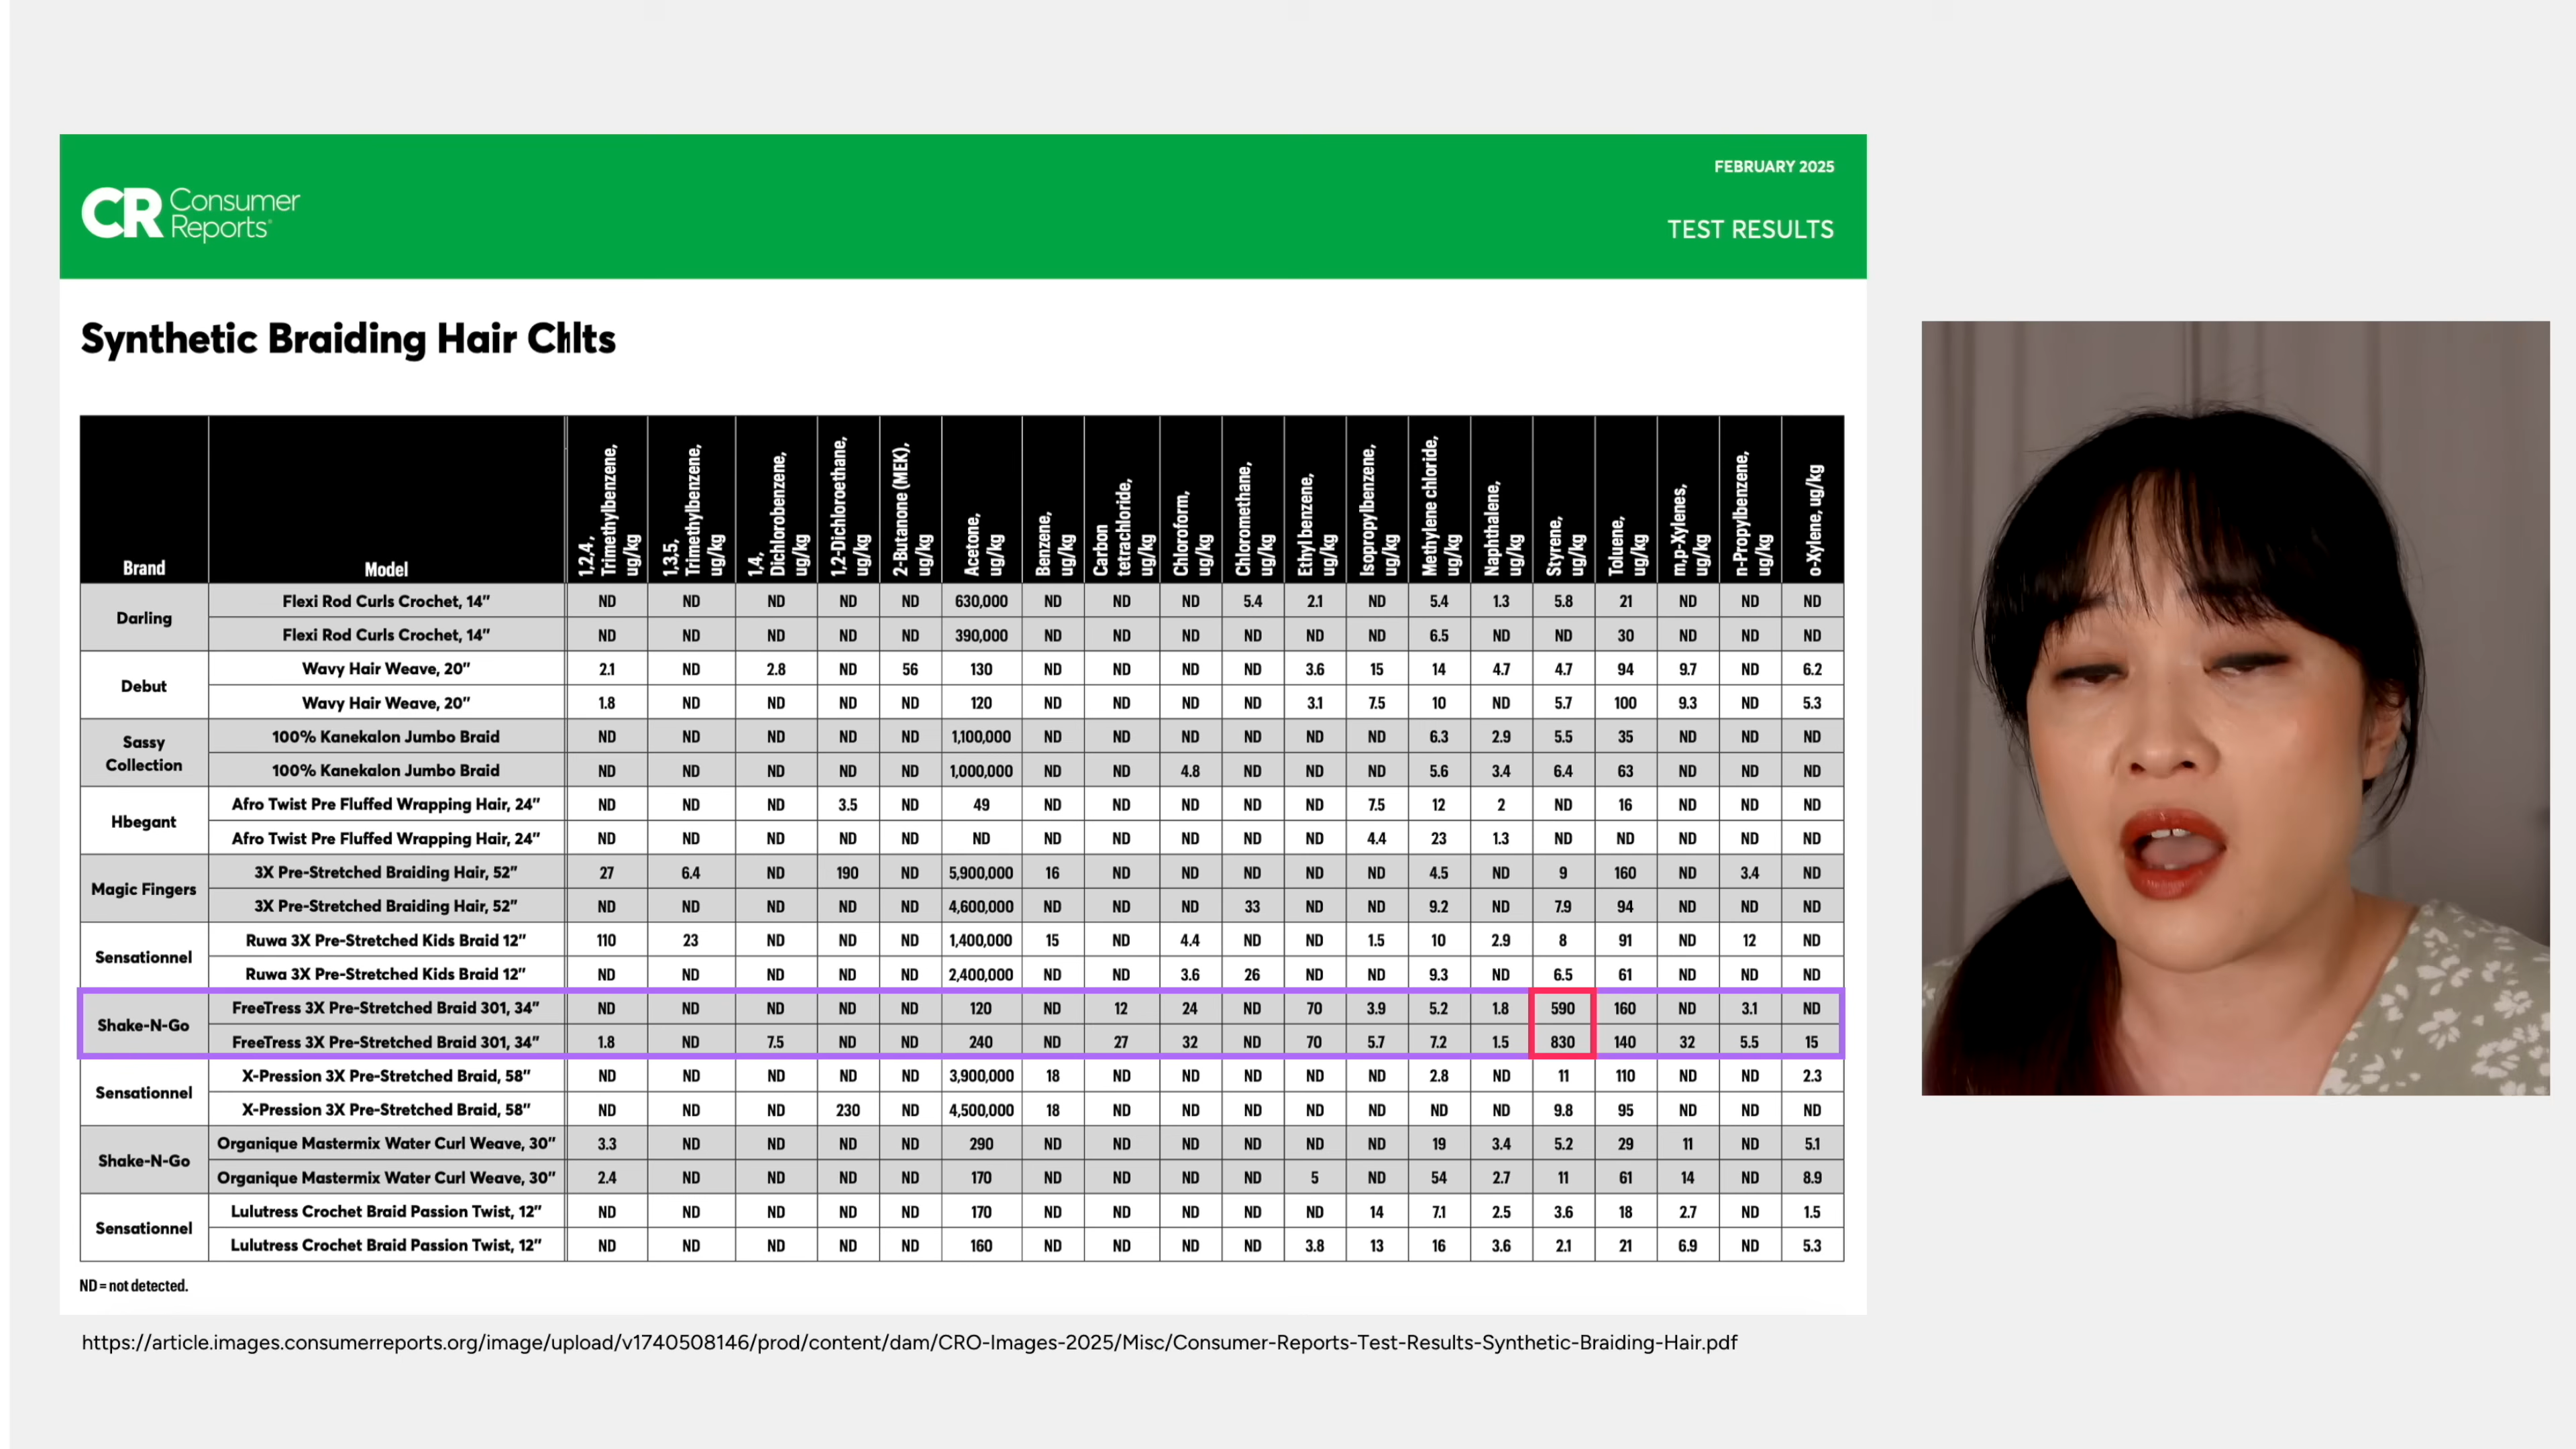 FEBRUARY 2025
CR Consumer Reports
TEST RESULTS
Synthetic Braiding Hair Chlts
Brand | Model | 1,2,4, Trimethylbenzene, ug/kg | 1,3,5, Trimethylbenzene, ug/kg | 1,4, Dichlorobenzene, ug/kg | 1,2-Dichloroethane, ug/kg | 2-Butanone (MEK), ug/kg | Acetone, ug/kg | Benzene, ug/kg | Carbon tetrachloride, ug/kg | Chloroform, ug/kg | Chloromethane, ug/kg | Ethyl benzene, ug/kg | Isopropylbenzene, ug/kg | Methylene chloride, ug/kg | Naphthalene, ug/kg | Styrene, ug/kg | Toluene, ug/kg | m,p-Xylenes, ug/kg | n-Propylbenzene, ug/kg | o-Xylene, ug/kg
Darling | Flexi Rod Curls Crochet, 14" | ND | ND | ND | ND | ND | 630,000 | ND | ND | ND | 5.4 | 2.1 | ND | 5.4 | 1.3 | 5.8 | 21 | ND | ND | ND
Flexi Rod Curls Crochet, 14" | ND | ND | ND | ND | ND | 390,000 | ND | ND | ND | ND | ND | ND | 6.5 | ND | ND | 30 | ND | ND | ND
Debut | Wavy Hair Weave, 20" | 2.1 | ND | 2.8 | ND | 56 | 130 | ND | ND | ND | ND | 3.6 | 15 | 14 | 4.7 | 4.7 | 94 | 9.7 | ND | 6.2
Wavy Hair Weave, 20" | 1.8 | ND | ND | ND | ND | 120 | ND | ND | ND | ND | 3.1 | 7.5 | 10 | ND | 5.7 | 100 | 9.3 | ND | 5.3
Sassy Collection | 100% Kanekalon Jumbo Braid | ND | ND | ND | ND | ND | 1,100,000 | ND | ND | ND | ND | ND | ND | 6.3 | 2.9 | 5.5 | 35 | ND | ND | ND
100% Kanekalon Jumbo Braid | ND | ND | ND | ND | ND | 1,000,000 | ND | ND | 4.8 | ND | ND | ND | 5.6 | 3.4 | 6.4 | 63 | ND | ND | ND
Hbegant | Afro Twist Pre Fluffed Wrapping Hair, 24" | ND | ND | ND | 3.5 | ND | 49 | ND | ND | ND | ND | ND | 7.5 | 12 | 2 | ND | 16 | ND | ND | ND
Afro Twist Pre Fluffed Wrapping Hair, 24" | ND | ND | ND | ND | ND | ND | ND | ND | ND | ND | ND | 4.4 | 23 | 1.3 | ND | ND | ND | ND | ND
Magic Fingers | 3X Pre-Stretched Braiding Hair, 52" | 27 | 6.4 | ND | 190 | ND | 5,900,000 | 16 | ND | ND | ND | ND | ND | 4.5 | ND | 9 | 160 | ND | 3.4 | ND
3X Pre-Stretched Braiding Hair, 52" | ND | ND | ND | ND | ND | 4,600,000 | ND | ND | ND | 33 | ND | ND | 9.2 | ND | 7.9 | 94 | ND | ND | ND
Sensationnel | Ruwa 3X Pre-Stretched Kids Braid 12" | 110 | 23 | ND | ND | ND | 1,400,000 | 15 | ND | 4.4 | ND | ND | 1.5 | 10 | 2.9 | 8 | 91 | ND | 12 | ND
Ruwa 3X Pre-Stretched Kids Braid 12" | ND | ND | ND | ND | ND | 2,400,000 | ND | ND | 3.6 | 26 | ND | ND | 9.3 | ND | 6.5 | 61 | ND | ND | ND
Shake-N-Go | FreeTress 3X Pre-Stretched Braid 301, 34" | ND | ND | ND | ND | ND | 120 | ND | 12 | 24 | ND | 70 | 3.9 | 5.2 | 1.8 | 590 | 160 | ND | 3.1 | ND
FreeTress 3X Pre-Stretched Braid 301, 34" | 1.8 | ND | 7.5 | ND | ND | 240 | ND | 27 | 32 | ND | 70 | 5.7 | 7.2 | 1.5 | 830 | 140 | 32 | 5.5 | 15
Sensationnel | X-Pression 3X Pre-Stretched Braid, 58" | ND | ND | ND | ND | ND | 3,900,000 | 18 | ND | ND | ND | ND | ND | 2.8 | ND | 11 | 110 | ND | ND | 2.3
X-Pression 3X Pre-Stretched Braid, 58" | ND | ND | ND | 230 | ND | 4,500,000 | 18 | ND | ND | ND | ND | ND | ND | ND | 9.8 | 95 | ND | ND | ND
Shake-N-Go | Organique Mastermix Water Curl Weave, 30" | 3.3 | ND | ND | ND | ND | 290 | ND | ND | ND | ND | ND | ND | 19 | 3.4 | 5.2 | 29 | 11 | ND | 5.1
Organique Mastermix Water Curl Weave, 30" | 2.4 | ND | ND | ND | ND | 170 | ND | ND | ND | ND | 5 | ND | 54 | 2.7 | 11 | 61 | 14 | ND | 8.9
Sensationnel | Lulutress Crochet Braid Passion Twist, 12" | ND | ND | ND | ND | ND | 170 | ND | ND | ND | ND | ND | 14 | 7.1 | 2.5 | 3.6 | 18 | 2.7 | ND | 1.5
Lulutress Crochet Braid Passion Twist, 12" | ND | ND | ND | ND | ND | 160 | ND | ND | ND | ND | 3.8 | 13 | 16 | 3.6 | 2.1 | 21 | 6.9 | ND | 5.3
ND = not detected.
https://article.images.consumerreports.org/image/upload/v1740508146/prod/content/dam/CRO-Images-2025/Misc/Consumer-Reports-Test-Results-Synthetic-Braiding-Hair.pdf